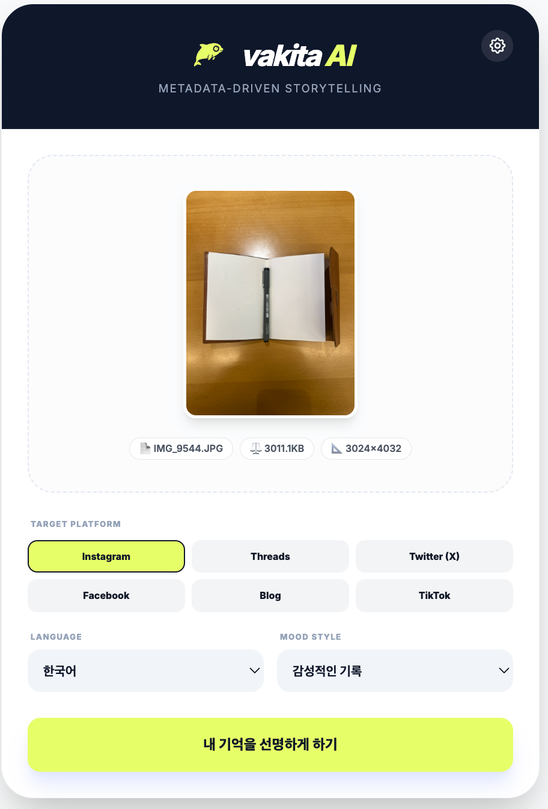 vakita AI
METADATA-DRIVEN STORYTELLING
IMG_9544.JPG 3011.1KB 3024×4032
TARGET PLATFORM
Instagram Threads Twitter (X)
Facebook Blog TikTok
LANGUAGE MOOD STYLE
한국어 감성적인 기록
내 기억을 선명하게 하기